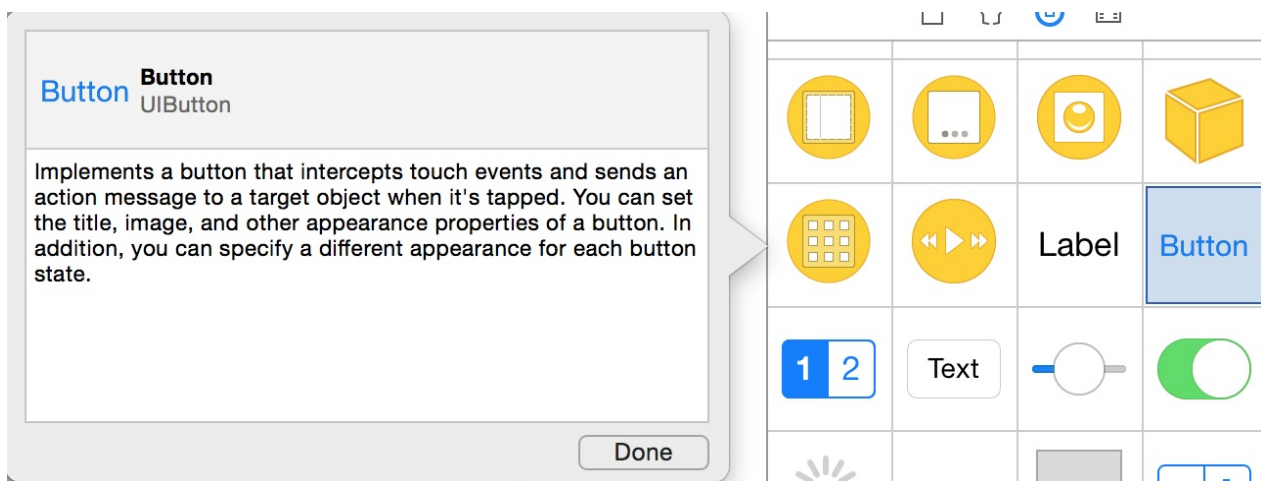 Button
Button
UIButton
Implements a button that intercepts touch events and sends an
action message to a target object when it's tapped. You can set
the title, image, and other appearance properties of a button. In
addition, you can specify a different appearance for each button
state.
Done
Label
Button
1 2
Text